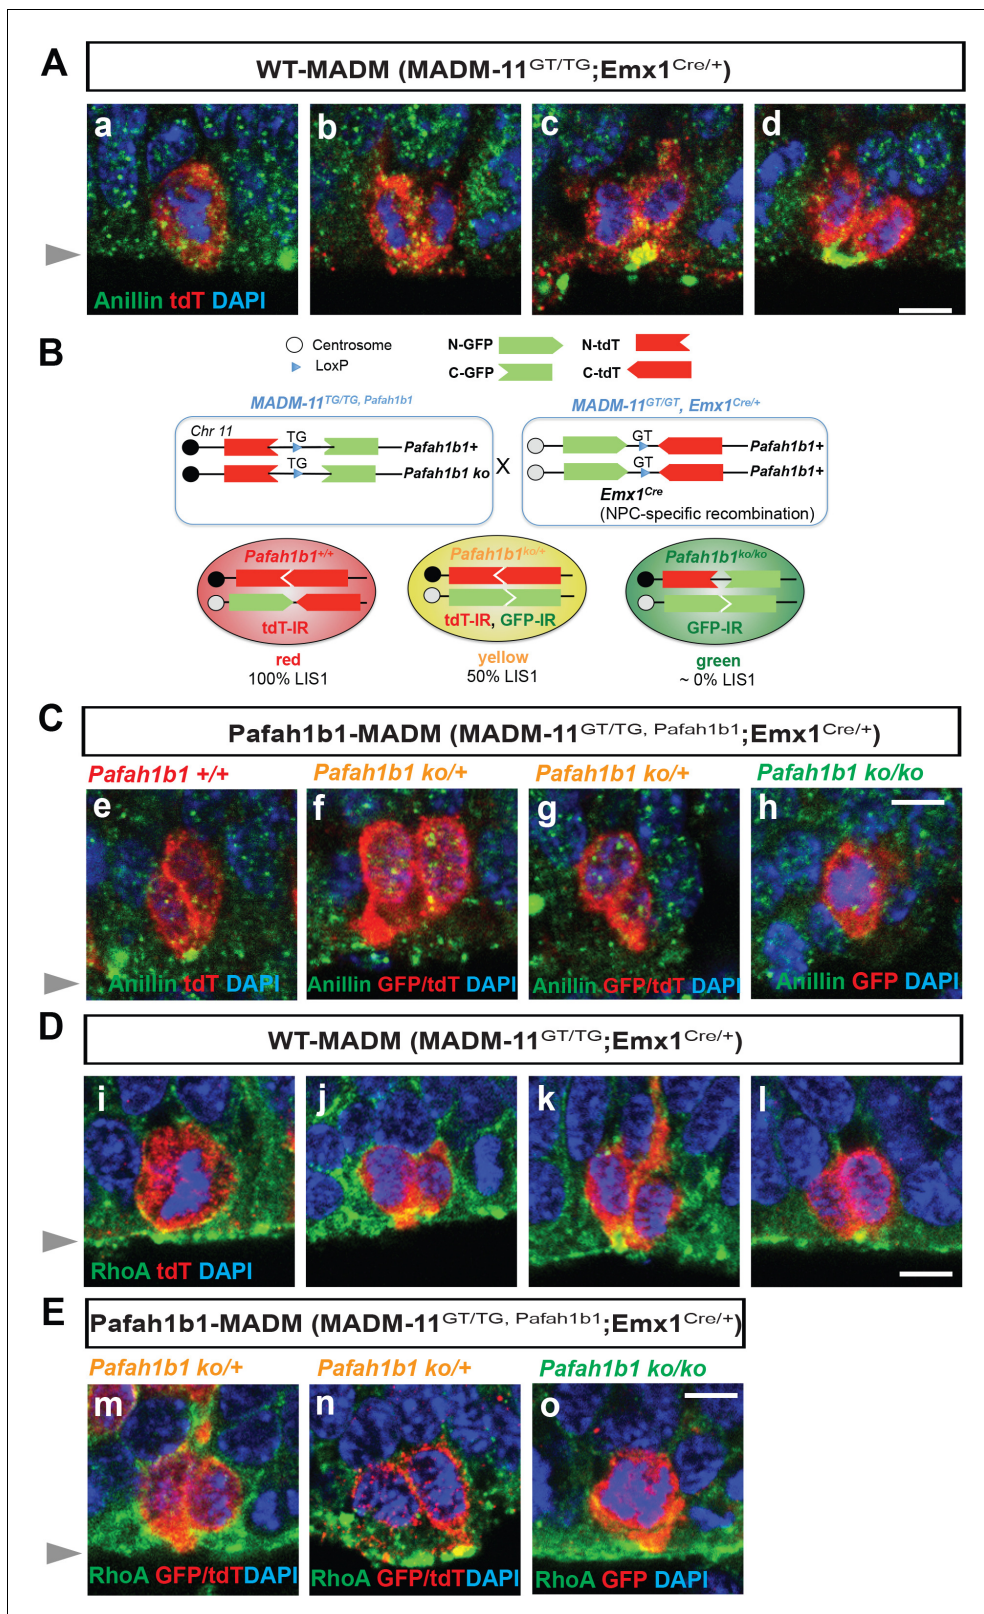 A
WT-MADM (MADM-11GT/TG;Emx1Cre/+)
a b c d
Anillin tdT DAPI
B
Centrosome
LoxP
N-GFP
C-GFP
N-tdT
C-tdT
MADM-11TG/TG, Pafah1b1
MADM-11GT/GT, Emx1Cre/+
Chr 11
TG
Pafah1b1+
TG
Pafah1b1 ko
X
GT
Pafah1b1+
GT
Pafah1b1+
Emx1Cre
(NPC-specific recombination)
Pafah1b1+/+
tdT-IR
red
100% LIS1
Pafah1b1ko/+
tdT-IR, GFP-IR
yellow
50% LIS1
Pafah1b1ko/ko
GFP-IR
green
~ 0% LIS1
C
Pafah1b1-MADM (MADM-11GT/TG, Pafah1b1;Emx1Cre/+)
Pafah1b1 +/+
Pafah1b1 ko/+
Pafah1b1 ko/+
Pafah1b1 ko/ko
e f g h
Anillin tdT DAPI
Anillin GFP/tdT DAPI
Anillin GFP/tdT DAPI
Anillin GFP DAPI
D
WT-MADM (MADM-11GT/TG;Emx1Cre/+)
i j k l
RhoA tdT DAPI
E
Pafah1b1-MADM (MADM-11GT/TG, Pafah1b1;Emx1Cre/+)
Pafah1b1 ko/+
Pafah1b1 ko/+
Pafah1b1 ko/ko
m n o
RhoA GFP/tdTDAPI
RhoA GFP/tdTDAPI
RhoA GFP DAPI